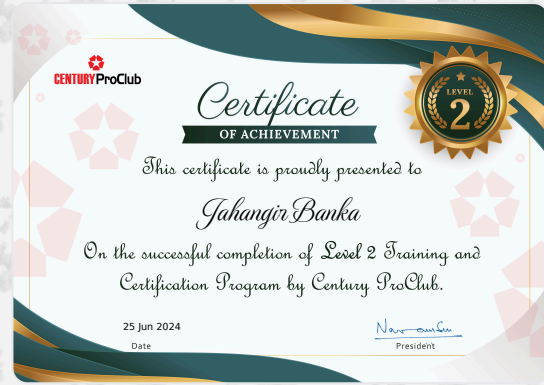 CENTURY ProClub
LEVEL
2
Certificate
OF ACHIEVEMENT
This certificate is proudly presented to
Jahangir Banka
On the successful completion of Level 2 Training and
Certification Program by Century ProClub.
25 Jun 2024
Date
President